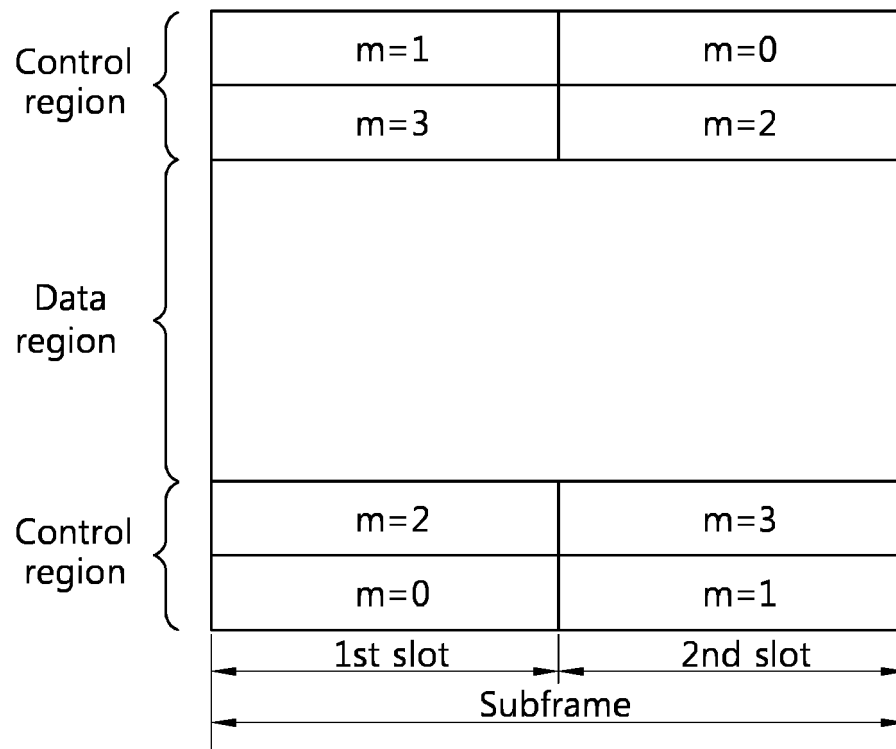 Control
region
m=1
m=0
m=3
m=2
Data
region
Control
region
m=2
m=3
m=0
m=1
1st slot
2nd slot
Subframe